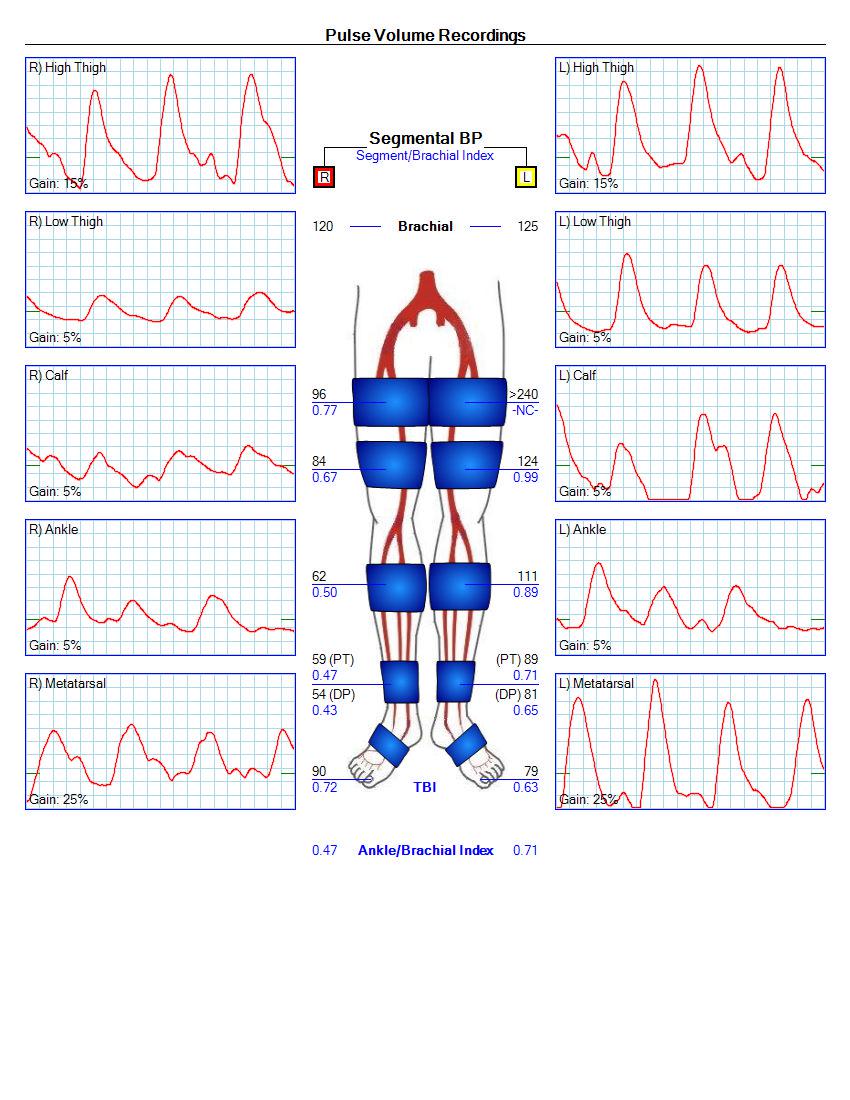 Pulse Volume Recordings
R) High Thigh
Gain: 15%
L) High Thigh
Gain: 15%
Segmental BP
Segment/Brachial Index
R
L
120 Brachial 125
R) Low Thigh
Gain: 5%
L) Low Thigh
Gain: 5%
R) Calf
Gain: 5%
L) Calf
Gain: 5%
96
0.77
>240
-NC-
84
0.67
124
0.99
R) Ankle
Gain: 5%
L) Ankle
Gain: 5%
62
0.50
111
0.89
59 (PT)
0.47
54 (DP)
0.43
(PT) 89
0.71
(DP) 81
0.65
R) Metatarsal
Gain: 25%
L) Metatarsal
Gain: 25%
90
0.72
TBI
79
0.63
0.47 Ankle/Brachial Index 0.71